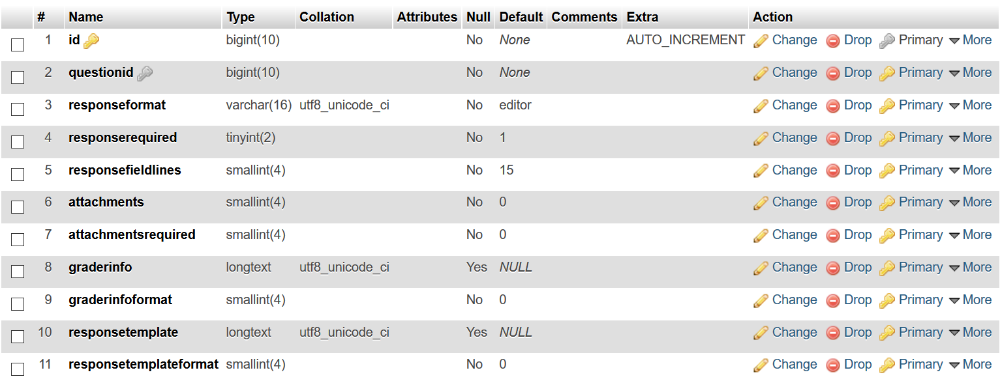 # Name Type Collation Attributes Null Default Comments Extra Action
1 id bigint(10) No None AUTO_INCREMENT Change Drop Primary More
2 questionid bigint(10) No None Change Drop Primary More
3 responseformat varchar(16) utf8_unicode_ci No editor Change Drop Primary More
4 responserequired tinyint(2) No 1 Change Drop Primary More
5 responsefieldlines smallint(4) No 15 Change Drop Primary More
6 attachments smallint(4) No 0 Change Drop Primary More
7 attachmentsrequired smallint(4) No 0 Change Drop Primary More
8 graderinfo longtext utf8_unicode_ci Yes NULL Change Drop Primary More
9 graderinfoformat smallint(4) No 0 Change Drop Primary More
10 responsetemplate longtext utf8_unicode_ci Yes NULL Change Drop Primary More
11 responsetemplateformat smallint(4) No 0 Change Drop Primary More